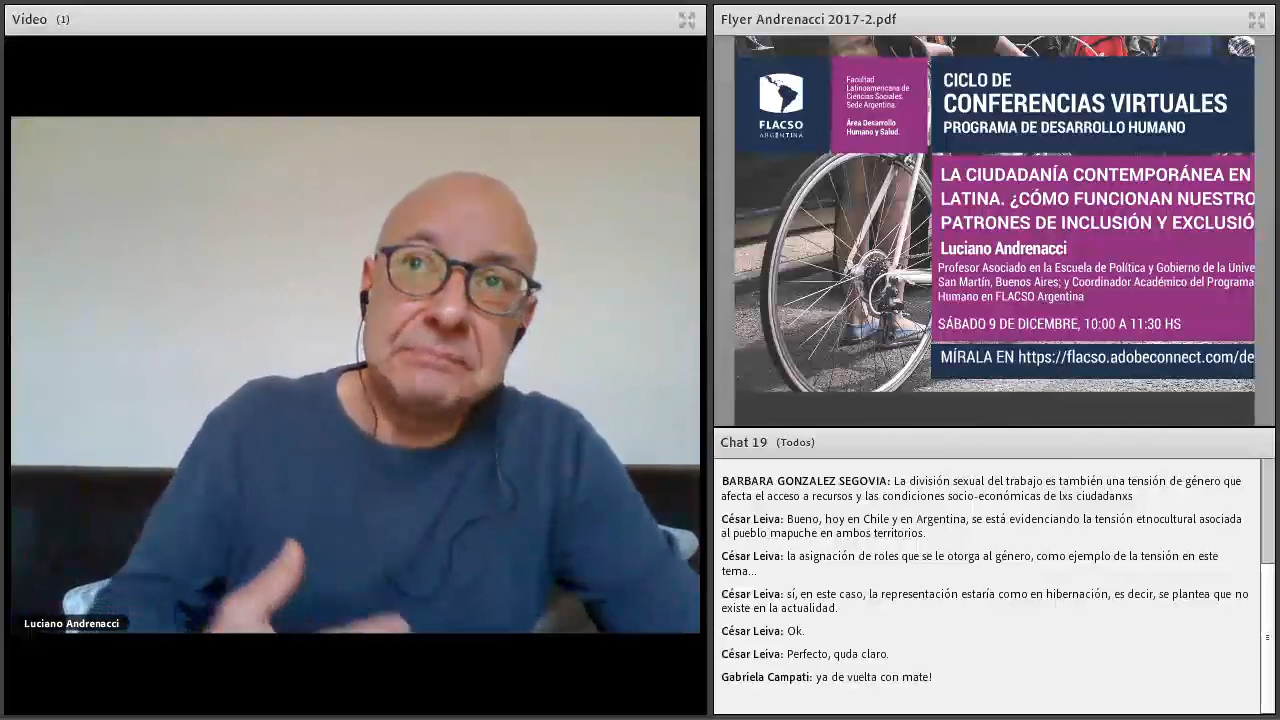 Vídeo (1)
Luciano Andrenacci
Flyer Andrenacci 2017-2.pdf
FLACSO
ARGENTINA
Facultad
Latinoamericana de
Ciencias Sociales.
Sede Argentina.
Área Desarrollo
Humano y Salud.
CICLO DE
CONFERENCIAS VIRTUALES
PROGRAMA DE DESARROLLO HUMANO
LA CIUDADANÍA CONTEMPORÁNEA EN
LATINA. ¿CÓMO FUNCIONAN NUESTRO
PATRONES DE INCLUSIÓN Y EXCLUSIÓ
Luciano Andrenacci
Profesor Asociado en la Escuela de Política y Gobierno de la Unive
San Martín, Buenos Aires; y Coordinador Académico del Programa
Humano en FLACSO Argentina
SÁBADO 9 DE DICIEMBRE, 10:00 A 11:30 HS
MÍRALA EN https://flacso.adobeconnect.com/de
Chat 19 (Todos)
BARBARA GONZALEZ SEGOVIA: La división sexual del trabajo es también una tensión de género que
afecta el acceso a recursos y las condiciones socio-económicas de lxs ciudadanxs
César Leiva: Bueno, hoy en Chile y en Argentina, se está evidenciando la tensión etnocultural asociada
al pueblo mapuche en ambos territorios.
César Leiva: la asignación de roles que se le otorga al género, como ejemplo de la tensión en este
tema...
César Leiva: sí, en este caso, la representación estaría como en hibernación, es decir, se plantea que no
existe en la actualidad.
César Leiva: Ok.
César Leiva: Perfecto, quda claro.
Gabriela Campati: ya de vuelta con mate!